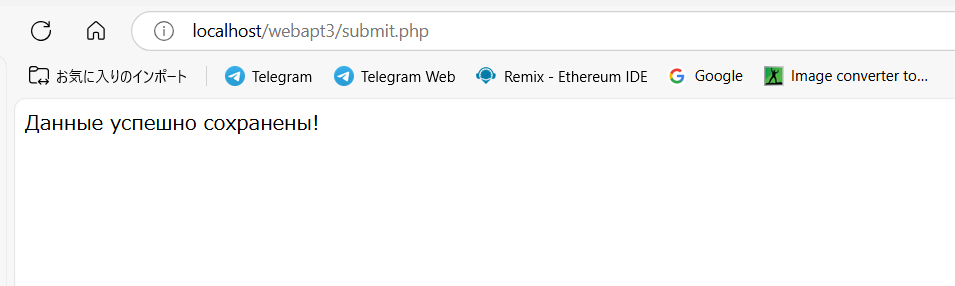 localhost/webapt3/submit.php
お気に入りのインポート Telegram Telegram Web Remix - Ethereum IDE Google Image converter to...
Данные успешно сохранены!